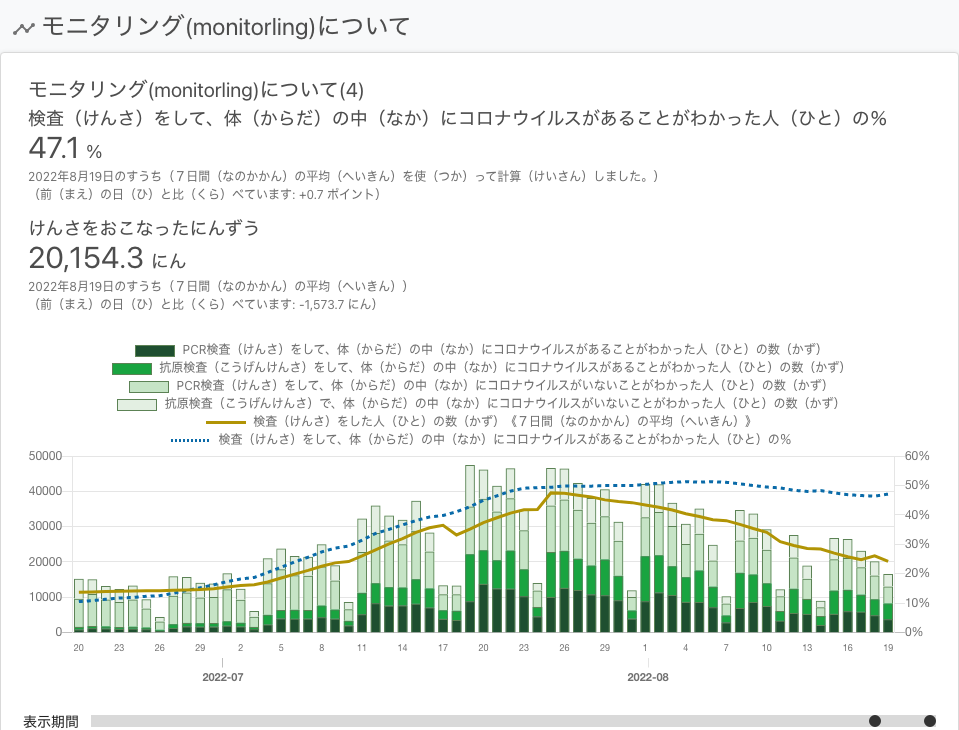 モニタリング(monitorling)について
モニタリング(monitorling)について(4)
検査（けんさ）をして、体（からだ）の中（なか）にコロナウイルスがあることがわかった人（ひと）の%
47.1 %
2022年8月19日のすうち（７日間（なのかかん）の平均（へいきん）を使（つか）って計算（けいさん）しました。）
（前（まえ）の日（ひ）と比（くら）べています: +0.7 ポイント）
けんさをおこなったにんずう
20,154.3 にん
2022年8月19日のすうち（７日間（なのかかん）の平均（へいきん））
（前（まえ）の日（ひ）と比（くら）べています: -1,573.7 にん）
PCR検査（けんさ）をして、体（からだ）の中（なか）にコロナウイルスがあることがわかった人（ひと）の数（かず）
抗原検査（こうげんけんさ）をして、体（からだ）の中（なか）にコロナウイルスがあることがわかった人（ひと）の数（かず）
PCR検査（けんさ）をして、体（からだ）の中（なか）にコロナウイルスがいないことがわかった人（ひと）の数（かず）
抗原検査（こうげんけんさ）で、体（からだ）の中（なか）にコロナウイルスがいないことがわかった人（ひと）の数（かず）
検査（けんさ）をした人（ひと）の数（かず）《７日間（なのかかん）の平均（へいきん）》
検査（けんさ）をして、体（からだ）の中（なか）にコロナウイルスがあることがわかった人（ひと）の%
50000 60%
40000 50%
40%
30000 30%
20000 20%
10000 10%
0 0%
20 23 26 29 2 5 8 11 14 17 20 23 26 29 1 4 7 10 13 16 19
2022-07 2022-08
表示期間